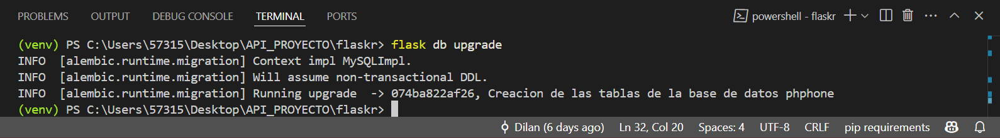 PROBLEMS OUTPUT DEBUG CONSOLE TERMINAL PORTS powershell - flaskr
(venv) PS C:\Users\57315\Desktop\API_PROYECTO\flaskr> flask db upgrade
INFO  [alembic.runtime.migration] Context impl MySQLImpl.
INFO  [alembic.runtime.migration] Will assume non-transactional DDL.
INFO  [alembic.runtime.migration] Running upgrade  -> 074ba822af26, Creacion de las tablas de la base de datos phphone
(venv) PS C:\Users\57315\Desktop\API_PROYECTO\flaskr>
Dilan (6 days ago) Ln 32, Col 20 Spaces: 4 UTF-8 CRLF pip requirements